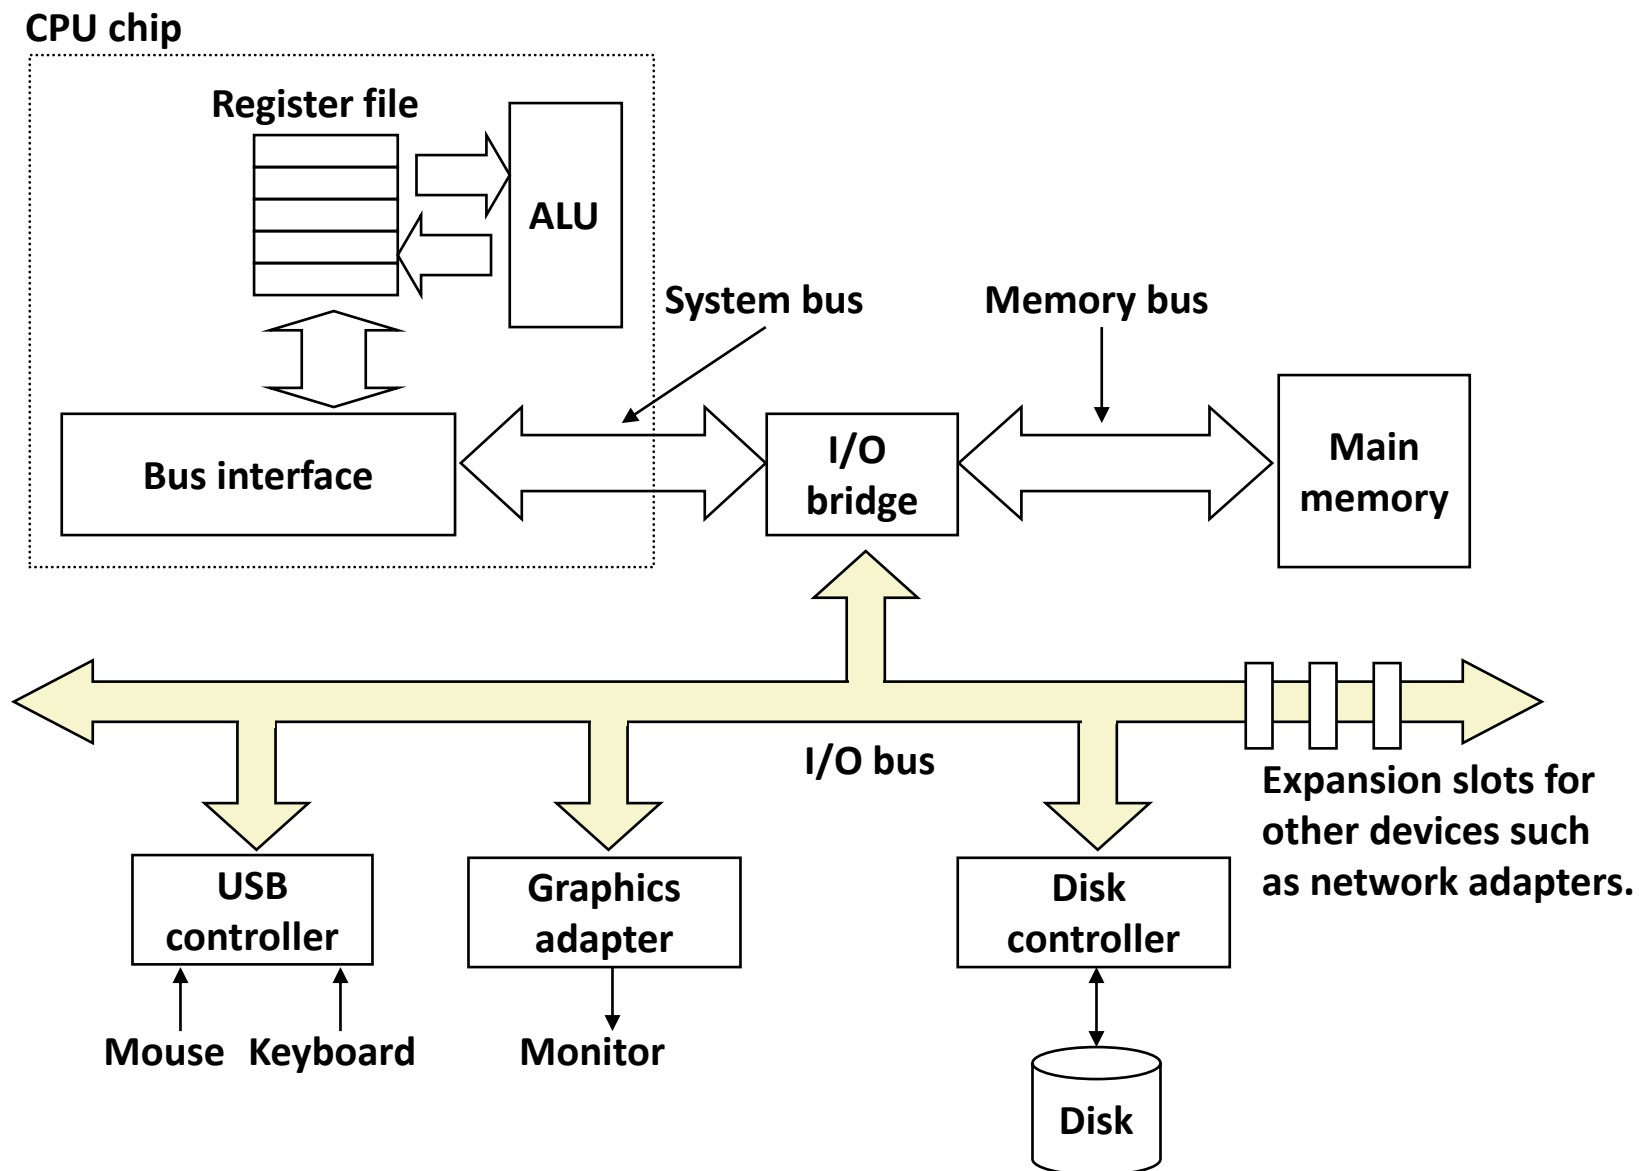 CPU chip
Register file
ALU
System bus
Memory bus
Bus interface
I/O
bridge
Main
memory
I/O bus
Expansion slots for
other devices such
as network adapters.
USB
controller
Graphics
adapter
Disk
controller
Mouse
Keyboard
Monitor
Disk